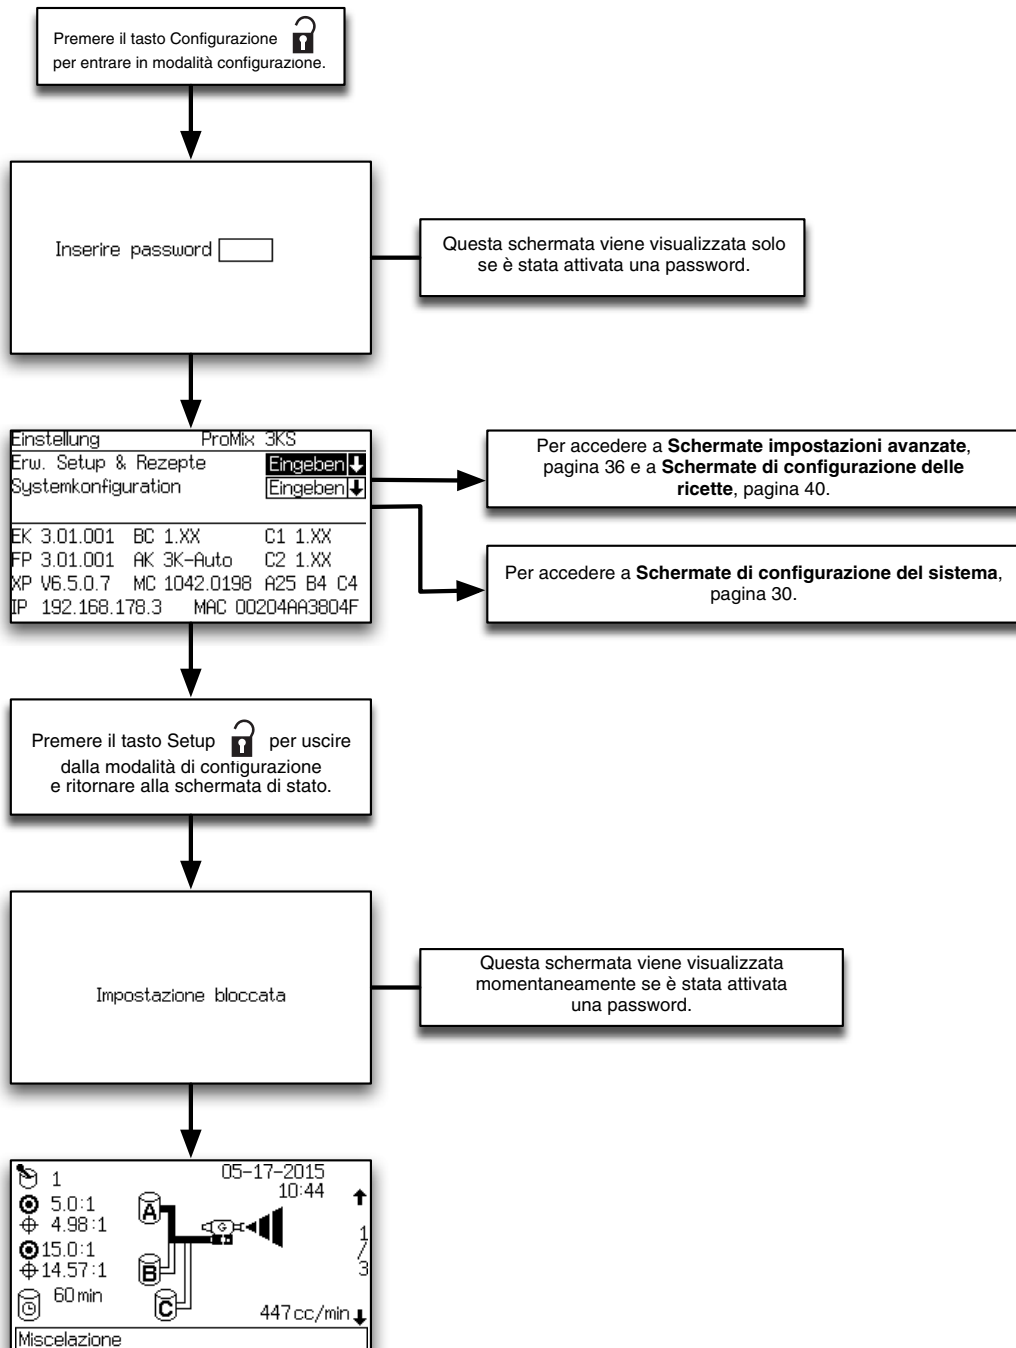 Premere il tasto Configurazione
per entrare in modalità configurazione.
Inserire password
Questa schermata viene visualizzata solo
se è stata attivata una password.
Einstellung ProMix 3KS
Erw. Setup & Rezepte Eingeben
Systemkonfiguration Eingeben
EK 3.01.001 BC 1.XX C1 1.XX
FP 3.01.001 AK 3K-Auto C2 1.XX
XP V6.5.0.7 MC 1042.0198 A25 B4 C4
IP 192.168.178.3 MAC 00204AA3804F
Per accedere a Schermate impostazioni avanzate,
pagina 36 e a Schermate di configurazione delle
ricette, pagina 40.
Per accedere a Schermate di configurazione del sistema,
pagina 30.
Premere il tasto Setup per uscire
dalla modalità di configurazione
e ritornare alla schermata di stato.
Impostazione bloccata
Questa schermata viene visualizzata
momentaneamente se è stata attivata
una password.
1 05-17-2015
10:44
5.0:1
4.98:1
15.0:1
14.57:1
60 min
A
B
C
G
1
/
3
447 cc/min
Miscelazione